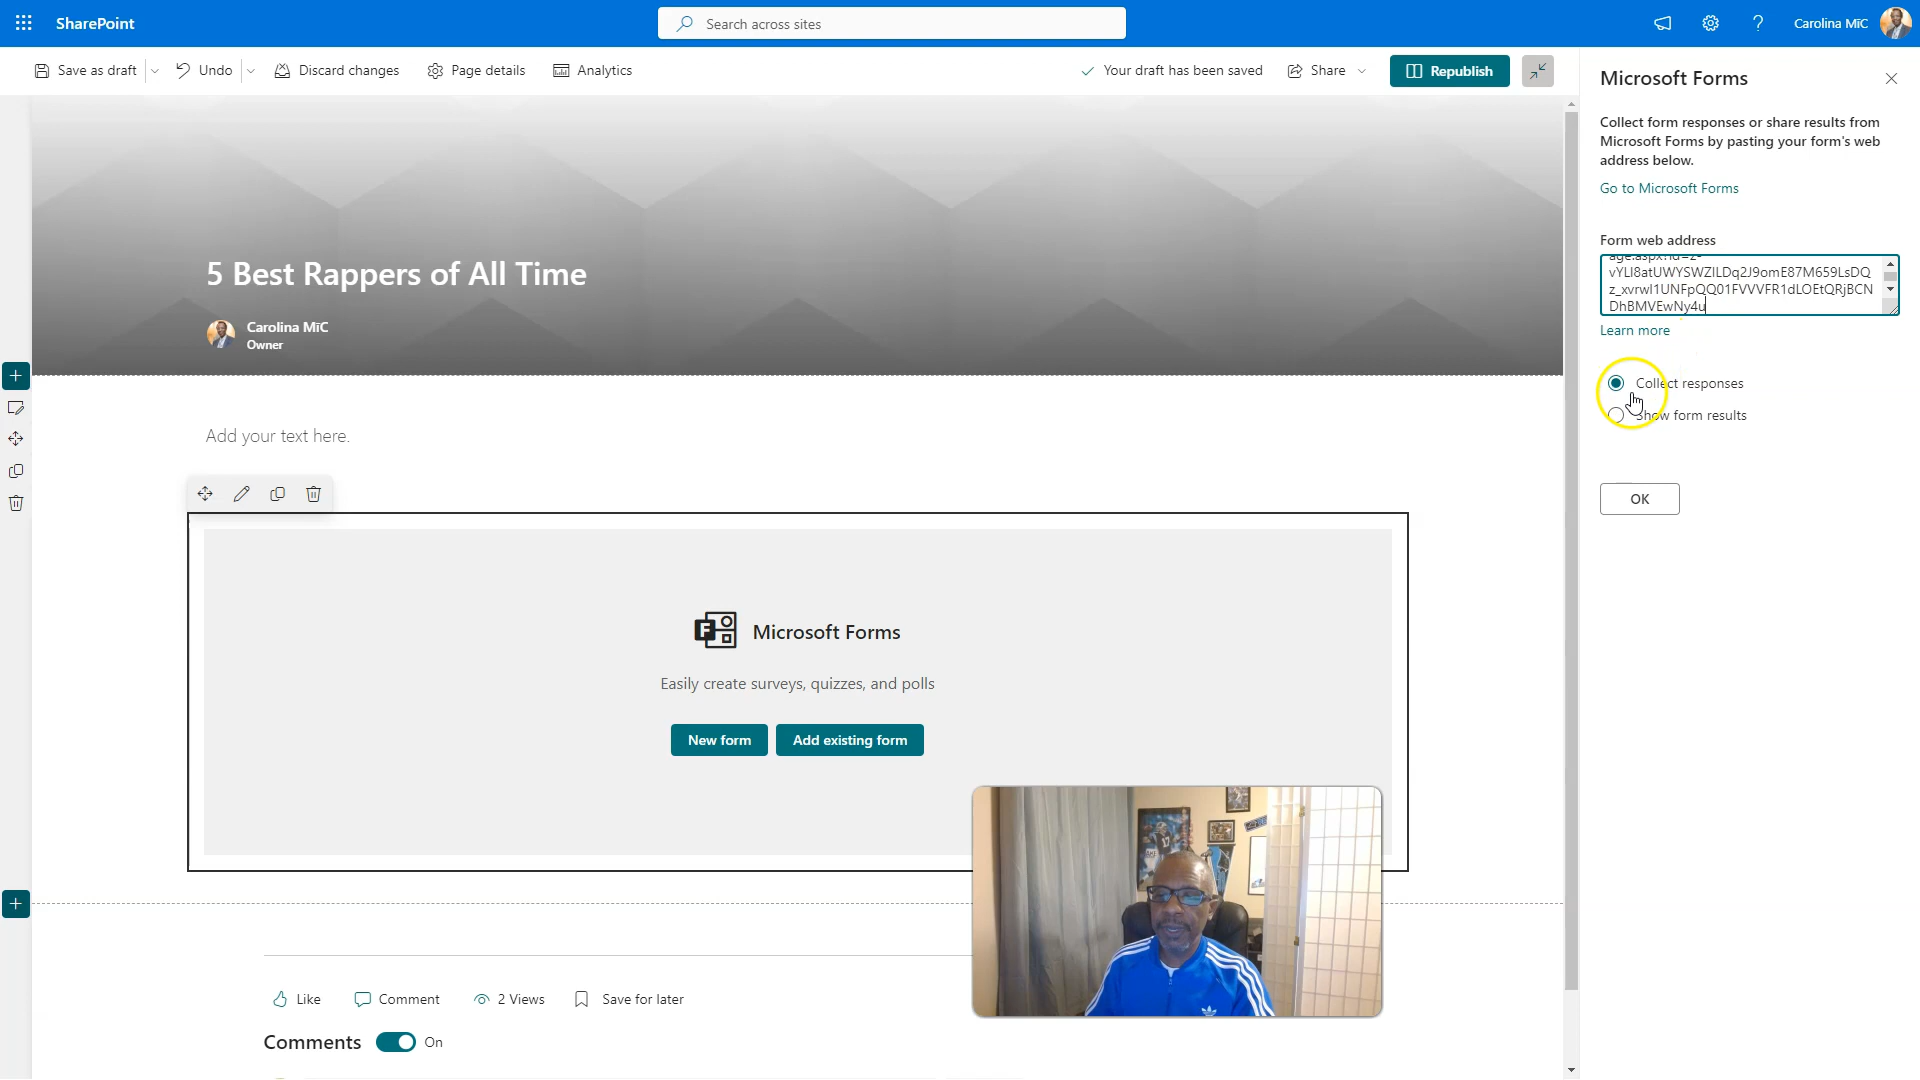 SharePoint
Search across sites
Carolina MiC
Save as draft
Undo
Discard changes
Page details
Analytics
Your draft has been saved
Share
Republish
5 Best Rappers of All Time
Carolina MiC
Owner
Add your text here.
Microsoft Forms
Easily create surveys, quizzes, and polls
New form
Add existing form
Like
Comment
2 Views
Save for later
Comments
On
Microsoft Forms
Collect form responses or share results from
Microsoft Forms by pasting your form's web
address below.
Go to Microsoft Forms
Form web address
vYLI8atUWYSWZILDq2J9omE87M659LsDQ
z_xvrwI1UNFpQQ01FVVVFR1dLOEtQRjBCN
DhBMVEwNy4u
Learn more
Collect responses
Show form results
OK